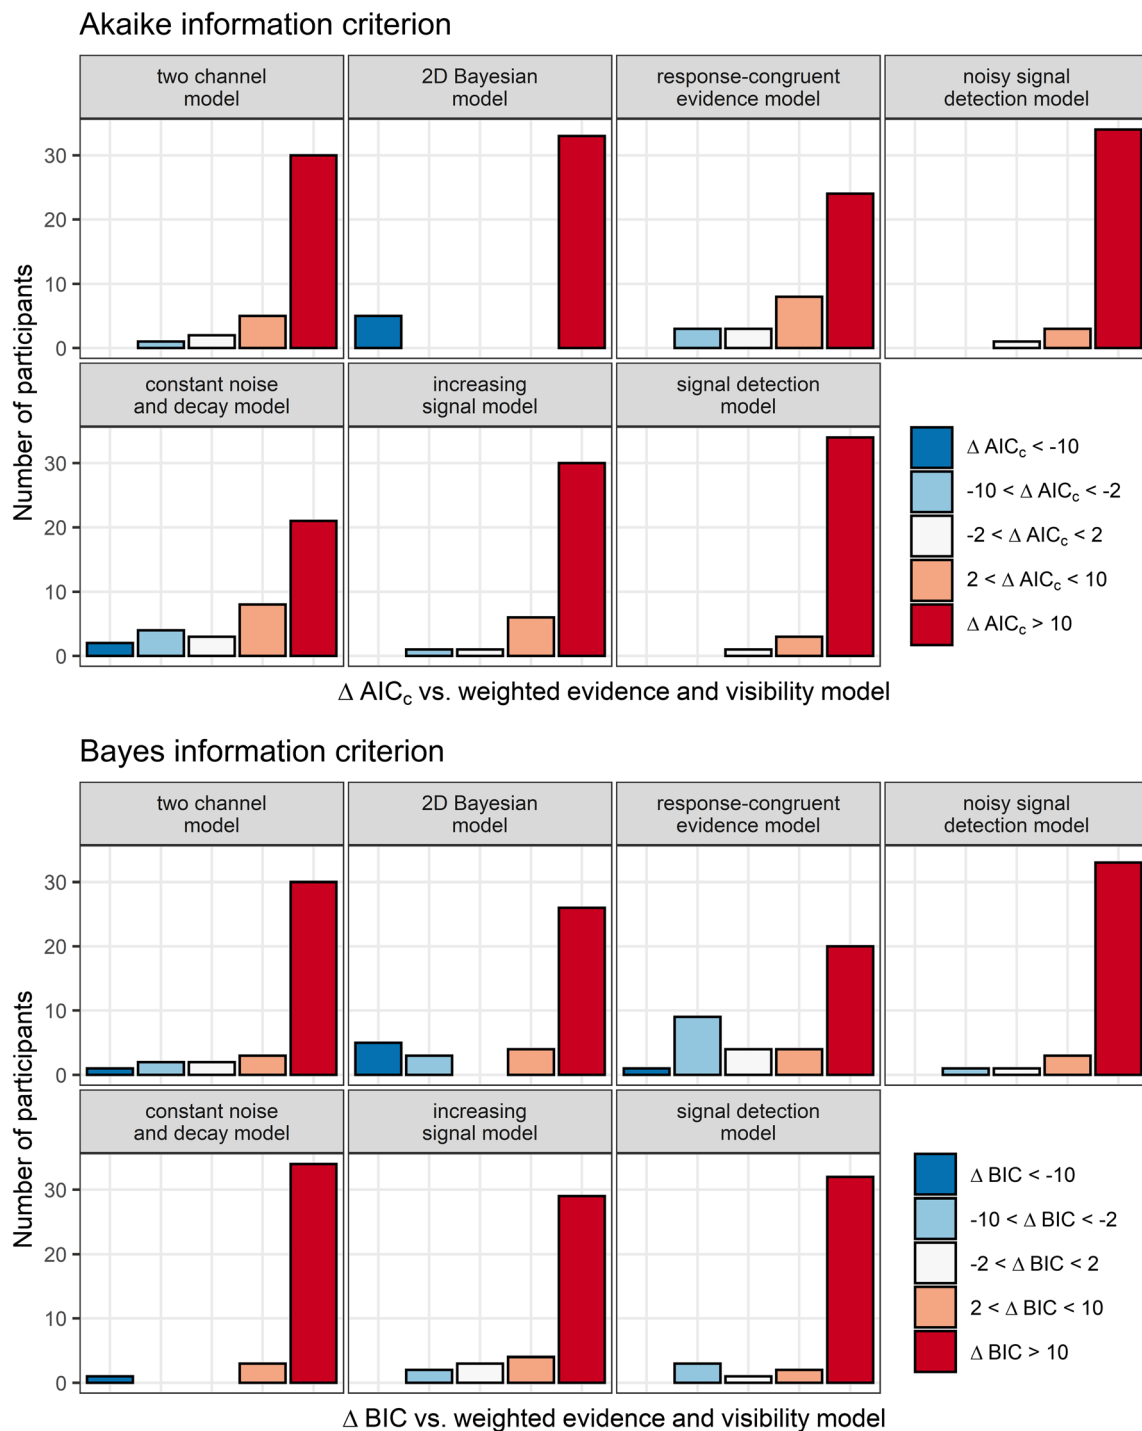 Akaike information criterion
two channel
model
2D Bayesian
model
response-congruent
evidence model
noisy signal
detection model
30
20
10
0
constant noise
and decay model
increasing
signal model
signal detection
model
30
20
10
0
Number of participants
Δ AICc < -10
-10 < Δ AICc < -2
-2 < Δ AICc < 2
2 < Δ AICc < 10
Δ AICc > 10
Δ AICc vs. weighted evidence and visibility model
Bayes information criterion
two channel
model
2D Bayesian
model
response-congruent
evidence model
noisy signal
detection model
30
20
10
0
constant noise
and decay model
increasing
signal model
signal detection
model
30
20
10
0
Number of participants
Δ BIC < -10
-10 < Δ BIC < -2
-2 < Δ BIC < 2
2 < Δ BIC < 10
Δ BIC > 10
Δ BIC vs. weighted evidence and visibility model